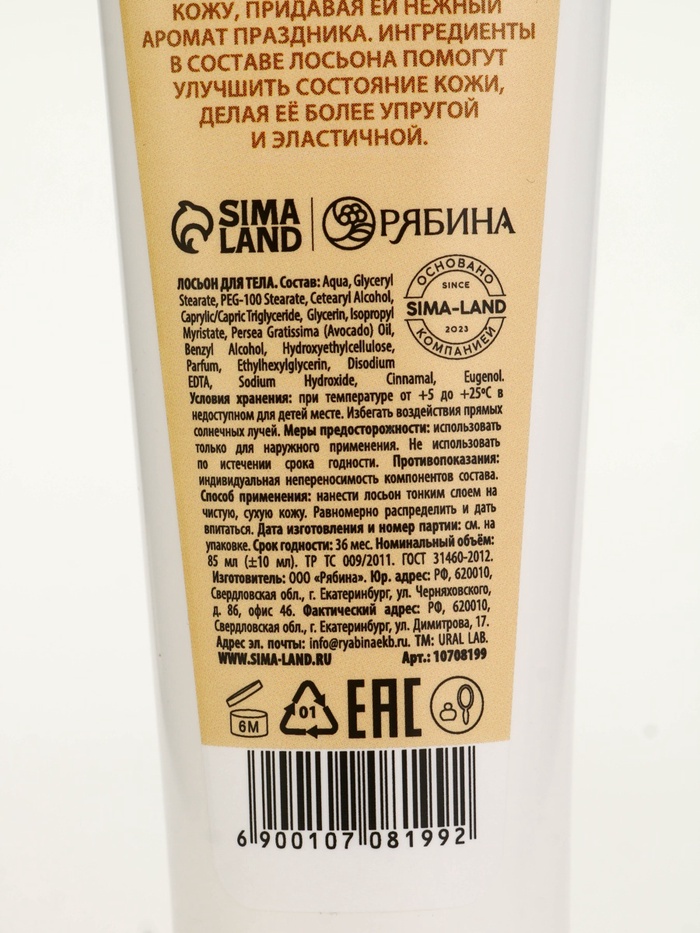 КОЖУ, ПРИДАВАЯ ЕЙ НЕЖНЫЙ
АРОМАТ ПРАЗДНИКА. ИНГРЕДИЕНТЫ
В СОСТАВЕ ЛОСЬОНА ПОМОГУТ
УЛУЧШИТЬ СОСТОЯНИЕ КОЖИ,
ДЕЛАЯ ЕЁ БОЛЕЕ УПРУГОЙ
И ЭЛАСТИЧНОЙ.
SIMA
LAND
РЯБИНА
ОСНОВАНО
SINCE
SIMA-LAND
2023
КОМПАНИЕЙ
ЛОСЬОН ДЛЯ ТЕЛА. Состав: Aqua, Glyceryl
Stearate, PEG-100 Stearate, Cetearyl Alcohol,
Caprylic/Capric Triglyceride, Glycerin, Isopropyl
Myristate, Persea Gratissima (Avocado) Oil,
Benzyl Alcohol, Hydroxyethylcellulose,
Parfum, Ethylhexylglycerin, Disodium
EDTA, Sodium Hydroxide, Cinnamal, Eugenol.
Условия хранения: при температуре от +5 до +25°С в
недоступном для детей месте. Избегать воздействия прямых
солнечных лучей. Меры предосторожности: использовать
только для наружного применения. Не использовать
по истечении срока годности. Противопоказания:
индивидуальная непереносимость компонентов состава.
Способ применения: нанести лосьон тонким слоем на
чистую, сухую кожу. Равномерно распределить и дать
впитаться. Дата изготовления и номер партии: см. на
упаковке. Срок годности: 36 мес. Номинальный объём:
85 мл (±10 мл). ТР ТС 009/2011. ГОСТ 31460-2012.
Изготовитель: ООО «Рябина». Юр. адрес: РФ, 620010,
Свердловская обл., г. Екатеринбург, ул. Черняховского,
д. 86, офис 46. Фактический адрес: РФ, 620010,
Свердловская обл., г. Екатеринбург, ул. Димитрова, 17.
Адрес эл. почты: info@ryabinaekb.ru. ТМ: URAL LAB.
WWW.SIMA-LAND.RU Арт.: 10708199
6М
01
EAC
6 900107 081992